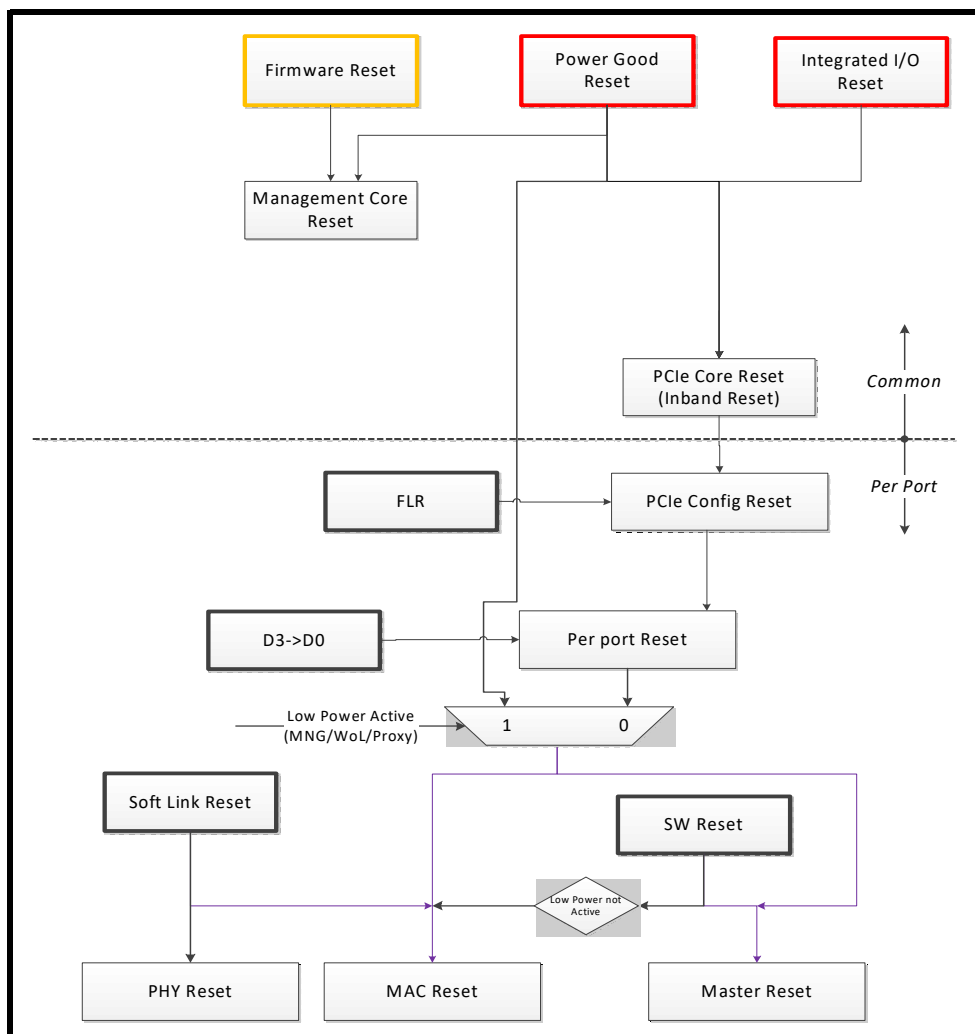 Firmware Reset
Power Good
Reset
Integrated I/O
Reset
Management Core
Reset
PCIe Core Reset
(Inband Reset)
Common
Per Port
FLR
PCIe Config Reset
D3->D0
Per port Reset
Low Power Active
(MNG/WoL/Proxy)
1
0
Soft Link Reset
SW Reset
Low Power not
Active
PHY Reset
MAC Reset
Master Reset